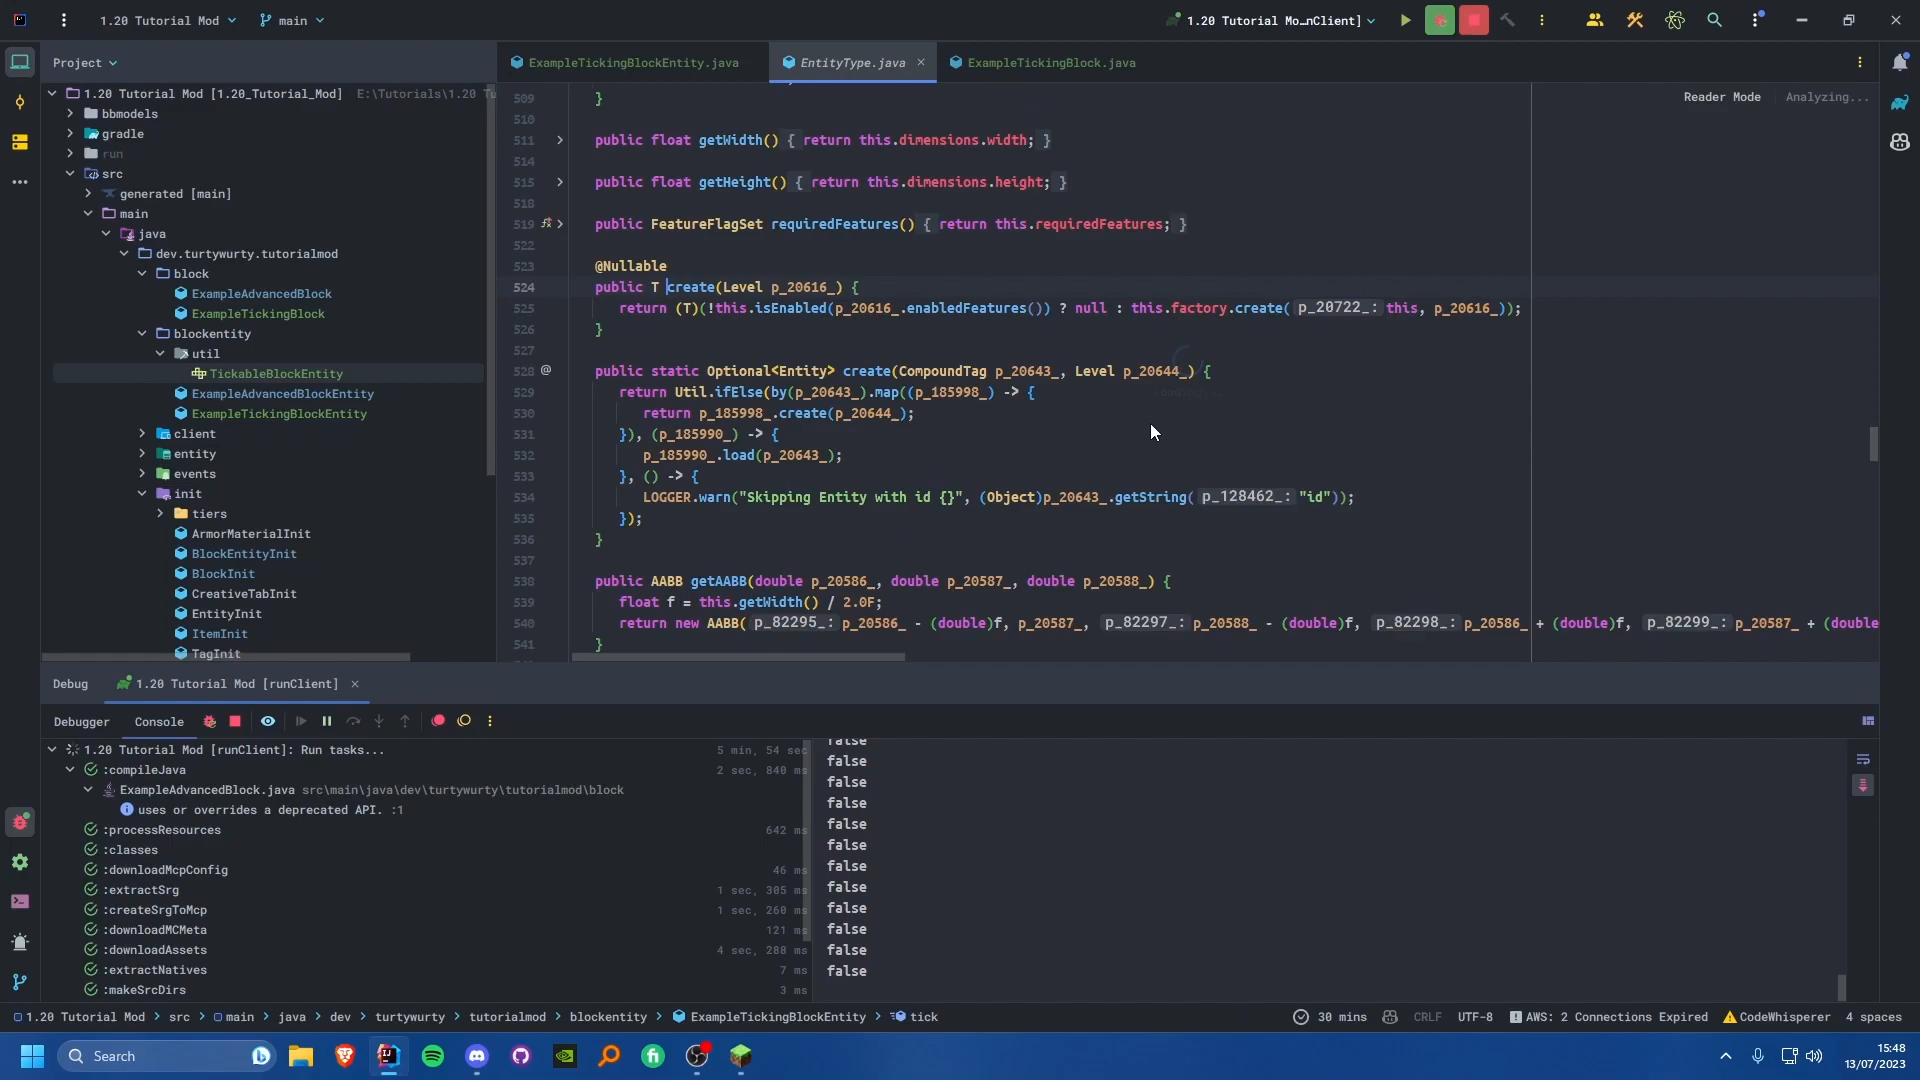 1.20 Tutorial Mod
main
1.20 Tutorial Mo…nClient]
Project
ExampleTickingBlockEntity.java
EntityType.java
ExampleTickingBlock.java
1.20 Tutorial Mod [1.20_Tutorial_Mod] E:\Tutorials\1.20
bbmodels
gradle
run
src
generated [main]
main
java
dev.turtywurty.tutorialmod
block
ExampleAdvancedBlock
ExampleTickingBlock
blockentity
util
TickableBlockEntity
ExampleAdvancedBlockEntity
ExampleTickingBlockEntity
client
entity
events
init
tiers
ArmorMaterialInit
BlockEntityInit
BlockInit
CreativeTabInit
EntityInit
ItemInit
TagInit
Reader Mode Analyzing...
509 }
510
511 public float getWidth() { return this.dimensions.width; }
514
515 public float getHeight() { return this.dimensions.height; }
518
519 public FeatureFlagSet requiredFeatures() { return this.requiredFeatures; }
522
523 @Nullable
524 public T create(Level p_20616_) {
525 return (T)(!this.isEnabled(p_20616_.enabledFeatures()) ? null : this.factory.create( p_20722_: this, p_20616_));
526 }
527
528 @ public static Optional<Entity> create(CompoundTag p_20643_, Level p_20644_) {
529 return Util.ifElse(by(p_20643_).map((p_185998_) -> {
530 return p_185998_.create(p_20644_);
531 }), (p_185990_) -> {
532 p_185990_.load(p_20643_);
533 }, () -> {
534 LOGGER.warn("Skipping Entity with id {}", (Object)p_20643_.getString( p_128462_: "id"));
535 });
536 }
537
538 public AABB getAABB(double p_20586_, double p_20587_, double p_20588_) {
539 float f = this.getWidth() / 2.0F;
540 return new AABB( p_82295_: p_20586_ - (double)f, p_20587_, p_82297_: p_20588_ - (double)f, p_82298_: p_20586_ + (double)f, p_82299_: p_20587_ + (double
541 }
Debug 1.20 Tutorial Mod [runClient]
Debugger Console
1.20 Tutorial Mod [runClient]: Run tasks... 5 min, 54 sec
:compileJava 2 sec, 840 ms
ExampleAdvancedBlock.java src\main\java\dev\turtywurty\tutorialmod\block
uses or overrides a deprecated API. :1
:processResources 642 ms
:classes
:downloadMcpConfig 46 ms
:extractSrg 1 sec, 305 ms
:createSrgToMcp 1 sec, 260 ms
:downloadMCMeta 121 ms
:downloadAssets 4 sec, 288 ms
:extractNatives 7 ms
:makeSrcDirs 3 ms
false
false
false
false
false
false
false
false
false
false
false
false
1.20 Tutorial Mod > src > main > java > dev > turtywurty > tutorialmod > blockentity > ExampleTickingBlockEntity > tick
30 mins CRLF UTF-8 AWS: 2 Connections Expired CodeWhisperer 4 spaces
Search
15:48
13/07/2023